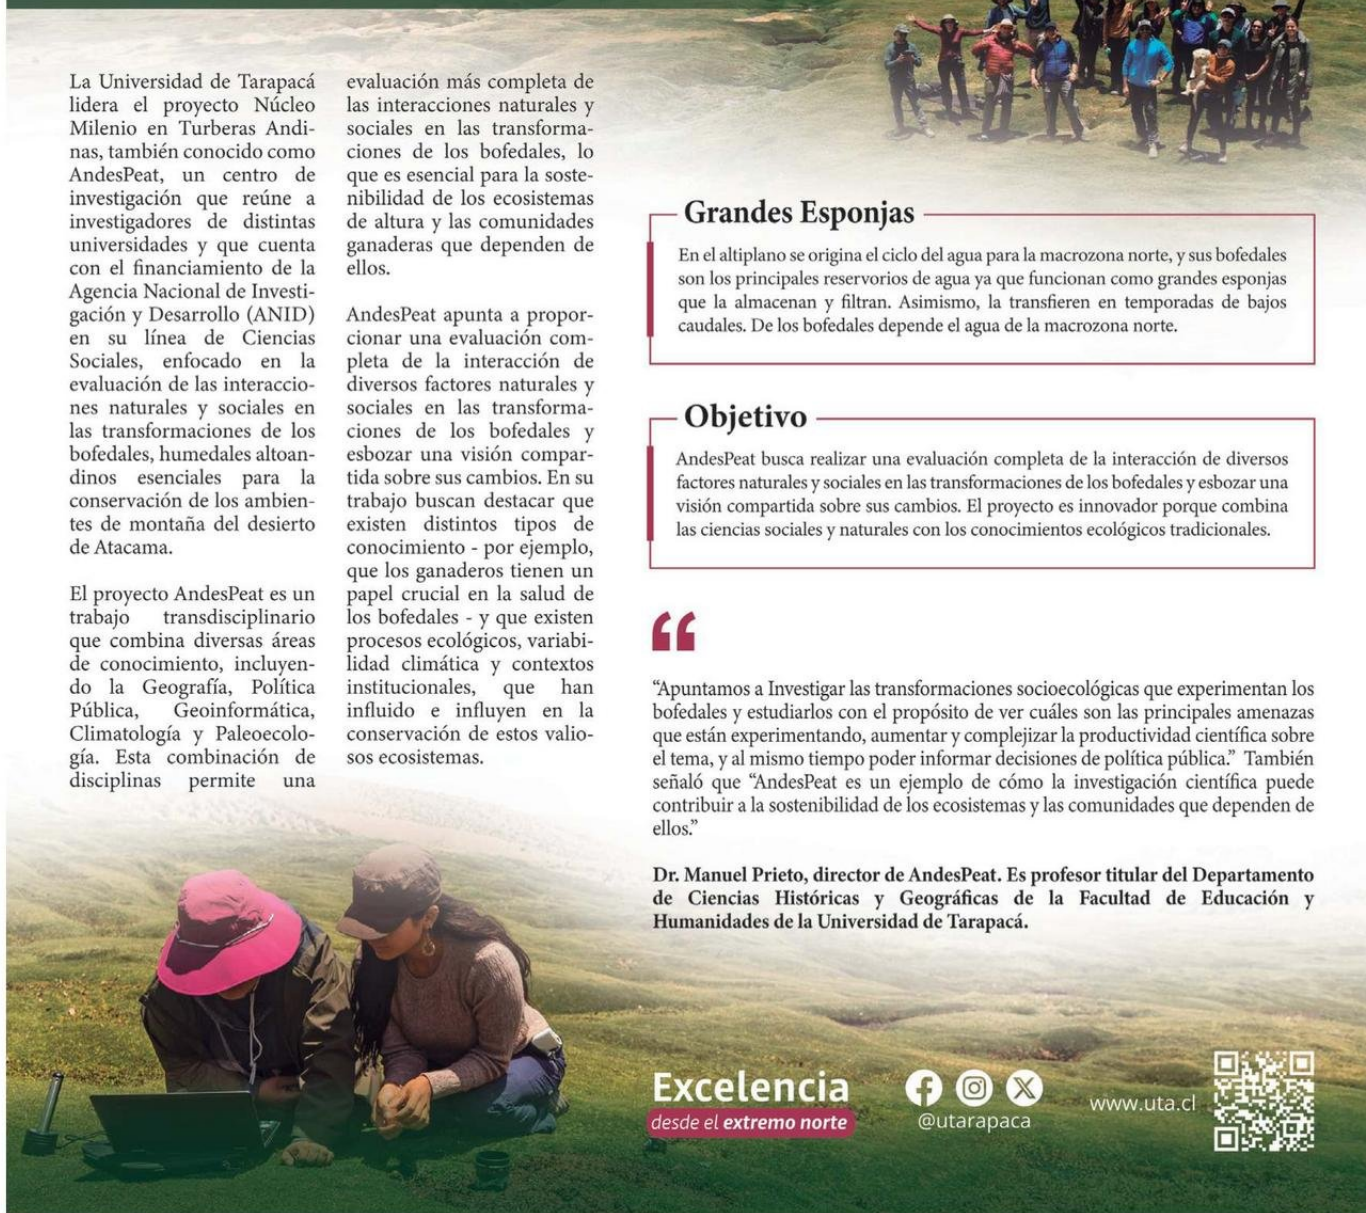 La Universidad de Tarapacá
lidera el proyecto Núcleo
Milenio en Turberas Andi-
nas, también conocido como
AndesPeat, un centro de
investigación que reúne a
investigadores de distintas
universidades y que cuenta
con el financiamiento de la
Agencia Nacional de Investi-
gación y Desarrollo (ANID)
en su línea de Ciencias
Sociales, enfocado en la
evaluación de las interaccio-
nes naturales y sociales en
las transformaciones de los
bofedales, humedales altoan-
dinos esenciales para la
conservación de los ambien-
tes de montaña del desierto
de Atacama.
El proyecto AndesPeat es un
trabajo transdisciplinario
que combina diversas áreas
de conocimiento, incluyen-
do la Geografía, Política
Pública, Geoinformática,
Climatología y Paleoecolo-
gía. Esta combinación de
disciplinas permite una
evaluación más completa de
las interacciones naturales y
sociales en las transforma-
ciones de los bofedales, lo
que es esencial para la soste-
nibilidad de los ecosistemas
de altura y las comunidades
ganaderas que dependen de
ellos.
AndesPeat apunta a propor-
cionar una evaluación com-
pleta de la interacción de
diversos factores naturales y
sociales en las transforma-
ciones de los bofedales y
esbozar una visión compar-
tida sobre sus cambios. En su
trabajo buscan destacar que
existen distintos tipos de
conocimiento - por ejemplo,
que los ganaderos tienen un
papel crucial en la salud de
los bofedales - y que existen
procesos ecológicos, variabi-
lidad climática y contextos
institucionales, que han
influido e influyen en la
conservación de estos valio-
sos ecosistemas.
Grandes Esponjas
En el altiplano se origina el ciclo del agua para la macrozona norte, y sus bofedales
son los principales reservorios de agua ya que funcionan como grandes esponjas
que la almacenan y filtran. Asimismo, la transfieren en temporadas de bajos
caudales. De los bofedales depende el agua de la macrozona norte.
Objetivo
AndesPeat busca realizar una evaluación completa de la interacción de diversos
factores naturales y sociales en las transformaciones de los bofedales y esbozar una
visión compartida sobre sus cambios. El proyecto es innovador porque combina
las ciencias sociales y naturales con los conocimientos ecológicos tradicionales.
“
“Apuntamos a Investigar las transformaciones socioecológicas que experimentan los
bofedales y estudiarlos con el propósito de ver cuáles son las principales amenazas
que están experimentando, aumentar y complejizar la productividad científica sobre
el tema, y al mismo tiempo poder informar decisiones de política pública.” También
señaló que “AndesPeat es un ejemplo de cómo la investigación científica puede
contribuir a la sostenibilidad de los ecosistemas y las comunidades que dependen de
ellos.”
Dr. Manuel Prieto, director de AndesPeat. Es profesor titular del Departamento
de Ciencias Históricas y Geográficas de la Facultad de Educación y
Humanidades de la Universidad de Tarapacá.
Excelencia
desde el extremo norte
@utarapaca
www.uta.cl